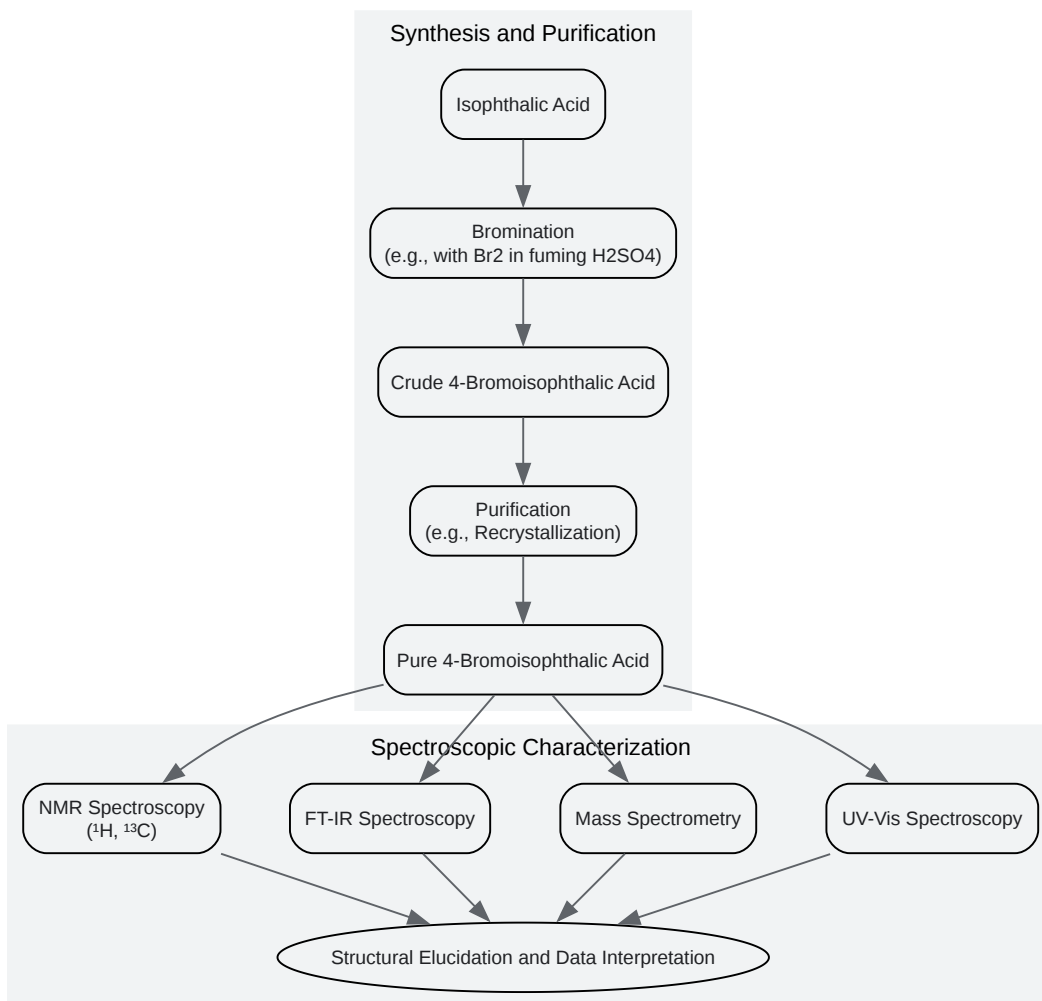 Synthesis and Purification
Isophthalic Acid
Bromination
(e.g., with Br2 in fuming H2SO4)
Crude 4-Bromoisophthalic Acid
Purification
(e.g., Recrystallization)
Pure 4-Bromoisophthalic Acid
Spectroscopic Characterization
NMR Spectroscopy
(¹H, ¹³C)
FT-IR Spectroscopy
Mass Spectrometry
UV-Vis Spectroscopy
Structural Elucidation and Data Interpretation